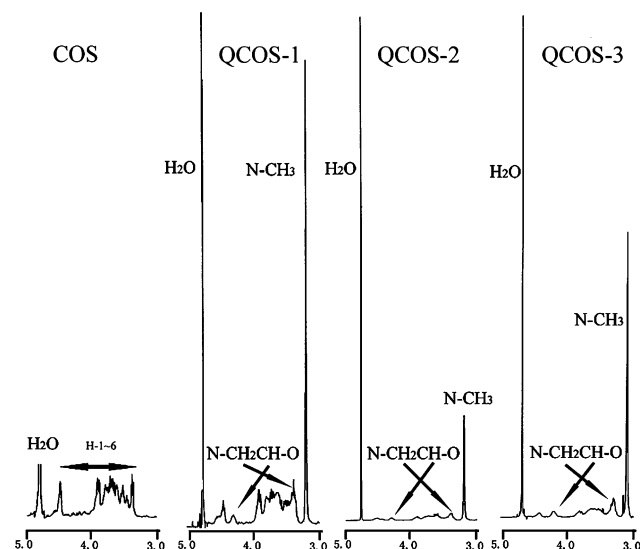 COS
QCOS-1
QCOS-2
QCOS-3
H2O
H-1~6
5.0 4.0 3.0
H2O
N-CH3
N-CH2CH-O
5.0 4.0 3.0
H2O
N-CH3
N-CH2CH-O
5.0 4.0 3.0
H2O
N-CH3
N-CH2CH-O
5.0 4.0 3.0